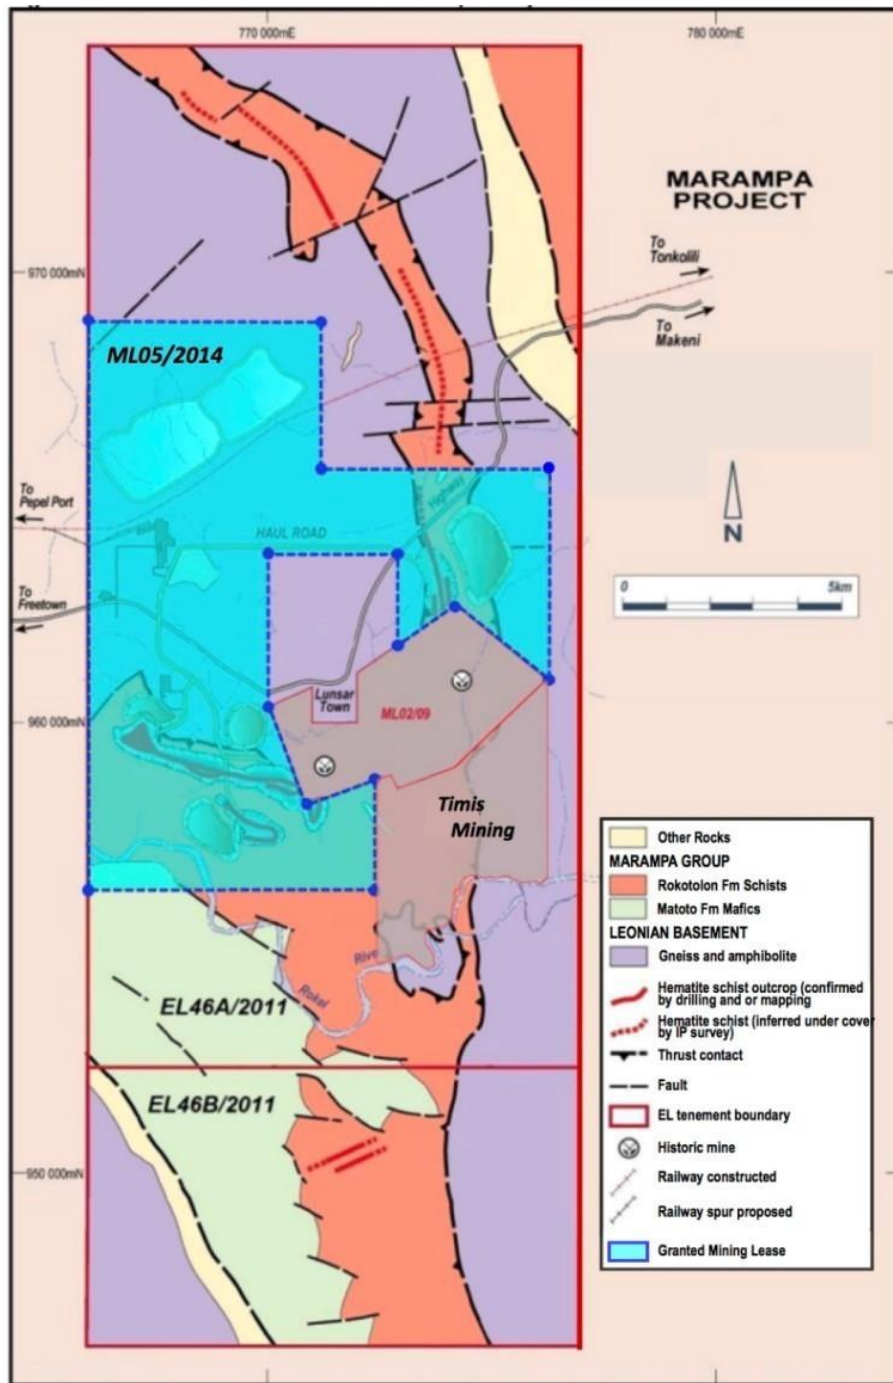 770 000mE
780 000mE
MARAMPA
PROJECT
To
Tonkolili
970 000mN
To
Makeni
ML05/2014
To
Pepel Port
Highway
HAUL ROAD
N
To
Freetown
0 5km
Lunsar
Town
ML02/09
960 000mN
Timis
Mining
River
Rokel
EL46A/2011
EL46B/2011
950 000mN
Other Rocks
MARAMPA GROUP
Rokotolon Fm Schists
Matoto Fm Mafics
LEONIAN BASEMENT
Gneiss and amphibolite
Hematite schist outcrop (confirmed
by drilling and or mapping
Hematite schist (inferred under cover
by IP survey)
Thrust contact
Fault
EL tenement boundary
Historic mine
Railway constructed
Railway spur proposed
Granted Mining Lease